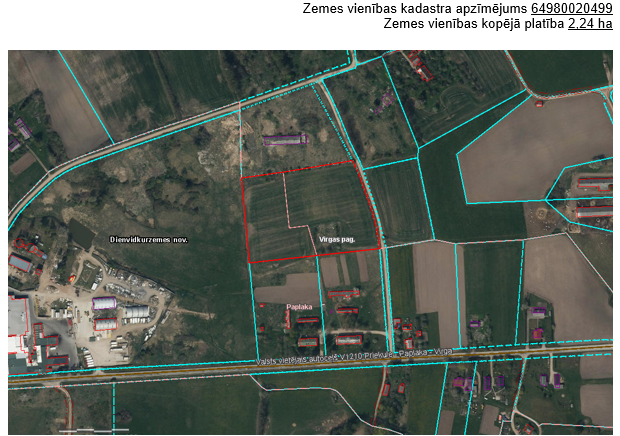 Zemes vienības kadastra apzīmējums 64980020499
Zemes vienības kopējā platība 2,24 ha
Dienvidkurzemes nov.
Virgas pag.
Paplaka
Valsts vietējais autoceļš V1210 Priekule - Paplaka - Virga